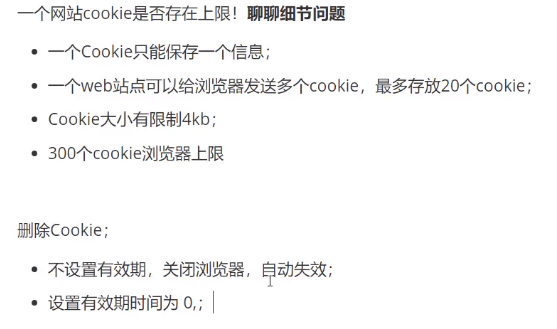 一个网站cookie是否存在上限！聊聊细节问题
一个Cookie只能保存一个信息；
一个web站点可以给浏览器发送多个cookie，最多存放20个cookie；
Cookie大小有限制4kb；
300个cookie浏览器上限
删除Cookie；
不设置有效期，关闭浏览器，自动失效；
设置有效期时间为 0,；